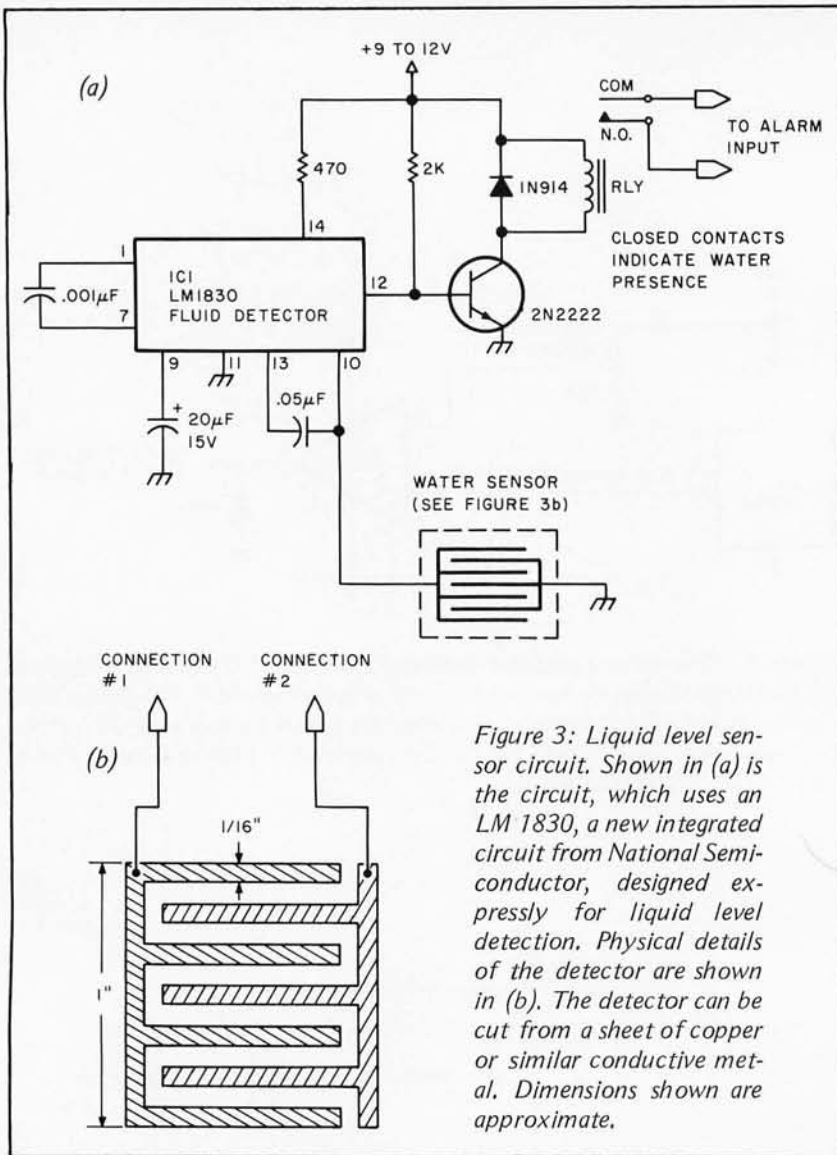 (a)
+9 TO 12V
COM
N.O.
TO ALARM
INPUT
470
2K
1N914
RLY
CLOSED CONTACTS
INDICATE WATER
PRESENCE
14
1
.001µF
7
IC1
LM1830
FLUID DETECTOR
12
2N2222
9
11
13
10
+
20µF
15V
.05µF
WATER SENSOR
(SEE FIGURE 3b)
CONNECTION
#1
CONNECTION
#2
(b)
1/16"
1"
Figure 3: Liquid level sen-
sor circuit. Shown in (a) is
the circuit, which uses an
LM 1830, a new integrated
circuit from National Semi-
conductor, designed ex-
pressly for liquid level
detection. Physical details
of the detector are shown
in (b). The detector can be
cut from a sheet of copper
or similar conductive met-
al. Dimensions shown are
approximate.